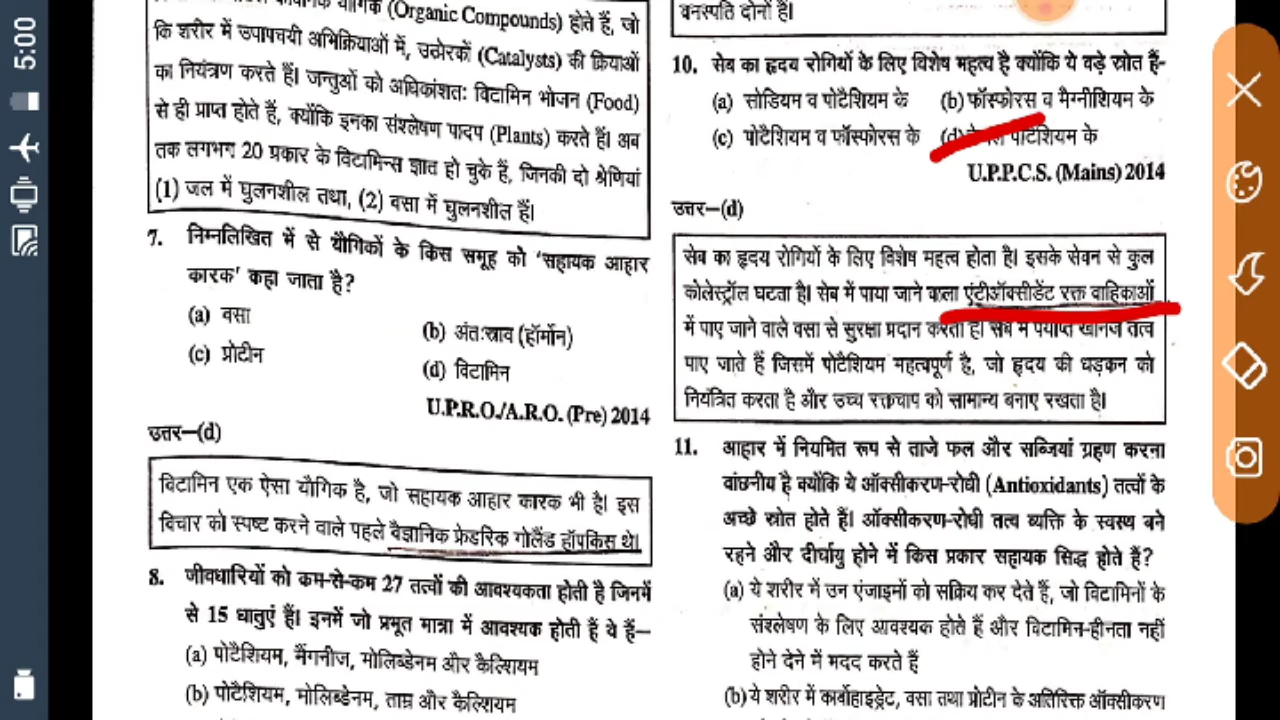 5:00
यौगिक (Organic Compounds) होते हैं, जो
कि शरीर में उपापचयी अभिक्रियाओं में, उत्प्रेरकों (Catalysts) की क्रियाओं
का नियंत्रण करते हैं। जन्तुओं को अधिकांशत: विटामिन भोजन (Food)
से ही प्राप्त होते हैं, क्योंकि इनका संश्लेषण पादप (Plants) करते हैं। अब
तक लगभग 20 प्रकार के विटामिन्स ज्ञात हो चुके हैं, जिनकी दो श्रेणियां
(1) जल में घुलनशील तथा, (2) वसा में घुलनशील हैं।
7. निम्नलिखित में से यौगिकों के किस समूह को 'सहायक आहार
कारक' कहा जाता है?
(a) वसा (b) अंत:स्राव (हॉर्मोन)
(c) प्रोटीन (d) विटामिन
U.P.R.O./A.R.O. (Pre) 2014
उत्तर–(d)
विटामिन एक ऐसा यौगिक है, जो सहायक आहार कारक भी है। इस
विचार को स्पष्ट करने वाले पहले वैज्ञानिक फ्रेडरिक गोलैंड हॉपकिंस थे।
8. जीवधारियों को कम-से-कम 27 तत्वों की आवश्यकता होती है जिनमें
से 15 धातुएं हैं। इनमें जो प्रभूत मात्रा में आवश्यक होती हैं ये हैं–
(a) पोटैशियम, मैंगनीज, मोलिब्डेनम और कैल्शियम
(b) पोटैशियम, मोलिब्डेनम, ताम्र और कैल्शियम
वनस्पति दोनों हैं।
10. सेब का हृदय रोगियों के लिए विशेष महत्व है क्योंकि ये बड़े स्रोत हैं-
(a) सोडियम व पोटैशियम के (b) फॉस्फोरस व मैग्नीशियम के
(c) पोटैशियम व फॉस्फोरस के (d) केवल पोटैशियम के
U.P.P.C.S. (Mains) 2014
उत्तर–(d)
सेब का हृदय रोगियों के लिए विशेष महत्व होता है। इसके सेवन से कुल
कोलेस्ट्रॉल घटता है। सेब में पाया जाने वाला एंटीऑक्सीडेंट रक्त वाहिकाओं
में पाए जाने वाले वसा से सुरक्षा प्रदान करता है। सेब में पर्याप्त खनिज तत्व
पाए जाते हैं जिसमें पोटैशियम महत्वपूर्ण है, जो हृदय की धड़कन को
नियंत्रित करता है और उच्च रक्तचाप को सामान्य बनाए रखता है।
11. आहार में नियमित रूप से ताजे फल और सब्जियां ग्रहण करना
वांछनीय है क्योंकि ये ऑक्सीकरण-रोधी (Antioxidants) तत्वों के
अच्छे स्रोत होते हैं। ऑक्सीकरण-रोधी तत्व व्यक्ति के स्वस्थ बने
रहने और दीर्घायु होने में किस प्रकार सहायक सिद्ध होते हैं?
(a) ये शरीर में उन एंजाइमों को सक्रिय कर देते हैं, जो विटामिनों के
संश्लेषण के लिए आवश्यक होते हैं और विटामिन-हीनता नहीं
होने देने में मदद करते हैं
(b) ये शरीर में कार्बोहाइड्रेट, वसा तथा प्रोटीन के अतिरिक्त ऑक्सीकरण